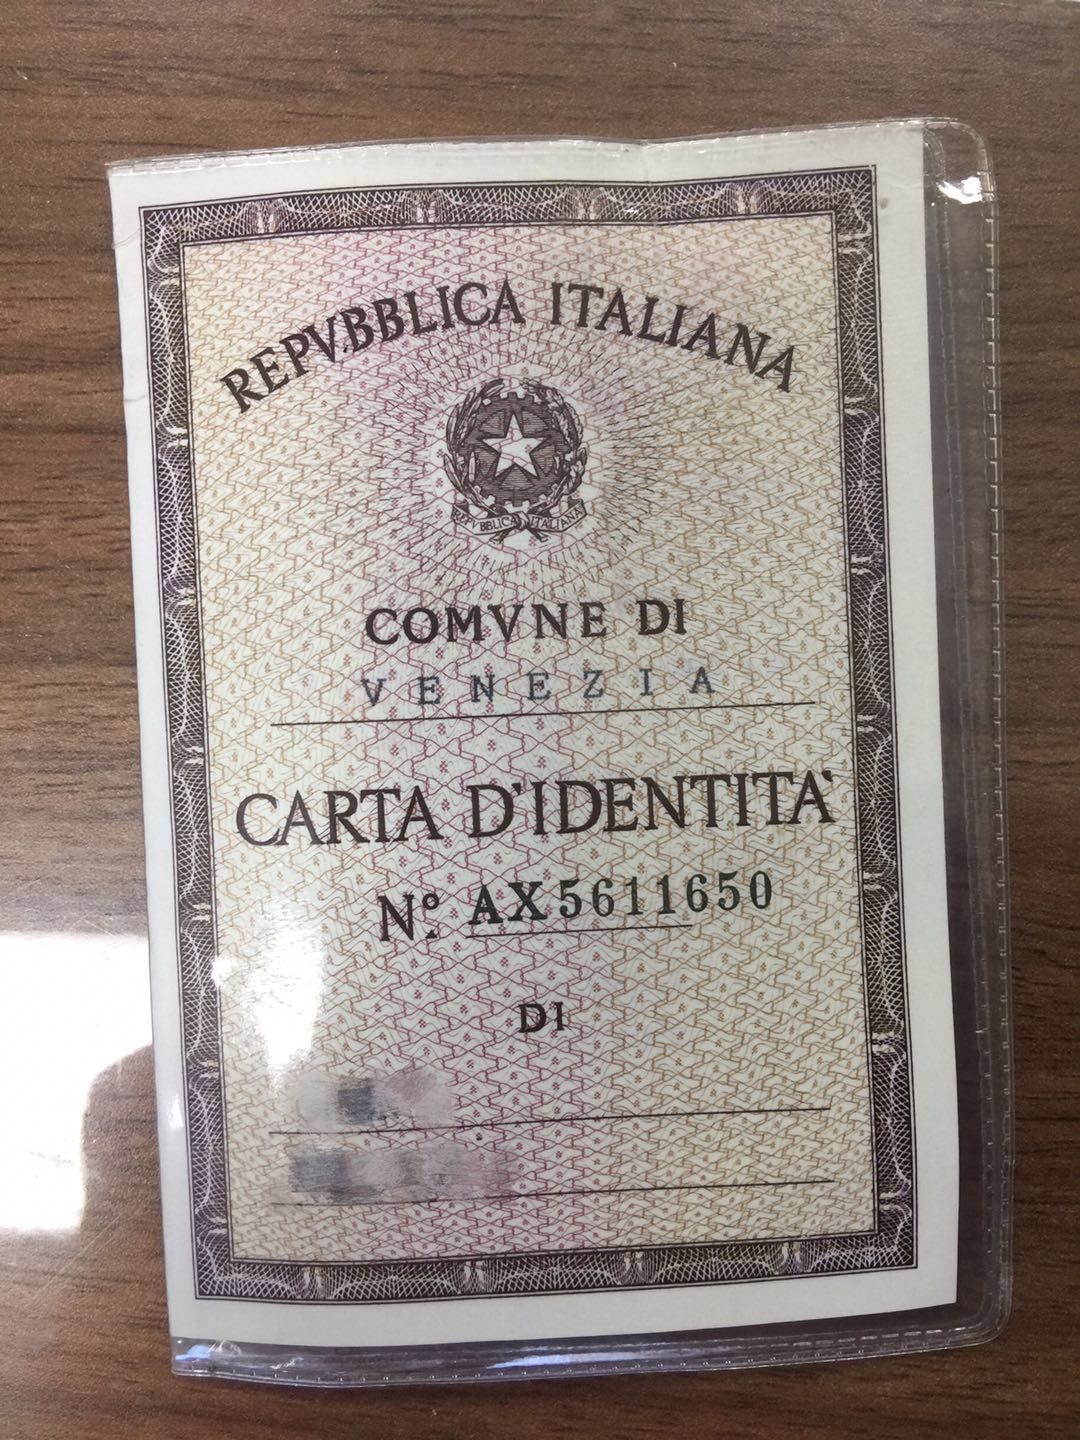 REPVBBLICA ITALIANA
REPVBBLICA ITALIANA
COMVNE DI
VENEZIA
CARTA D'IDENTITA'
N° AX5611650
DI